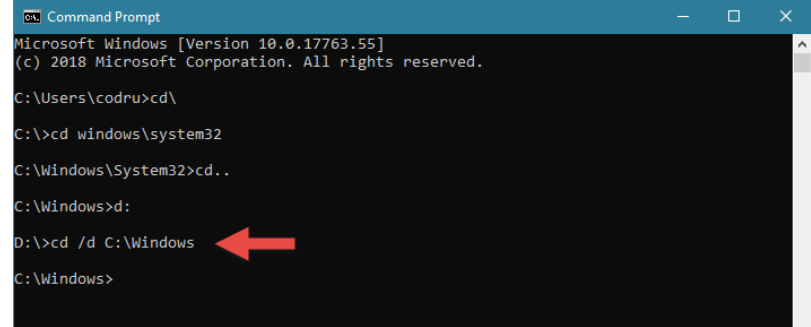 Command Prompt
Microsoft Windows [Version 10.0.17763.55]
(c) 2018 Microsoft Corporation. All rights reserved.
C:\Users\codru>cd\
C:\>cd windows\system32
C:\Windows\System32>cd..
C:\Windows>d:
D:\>cd /d C:\Windows
C:\Windows>